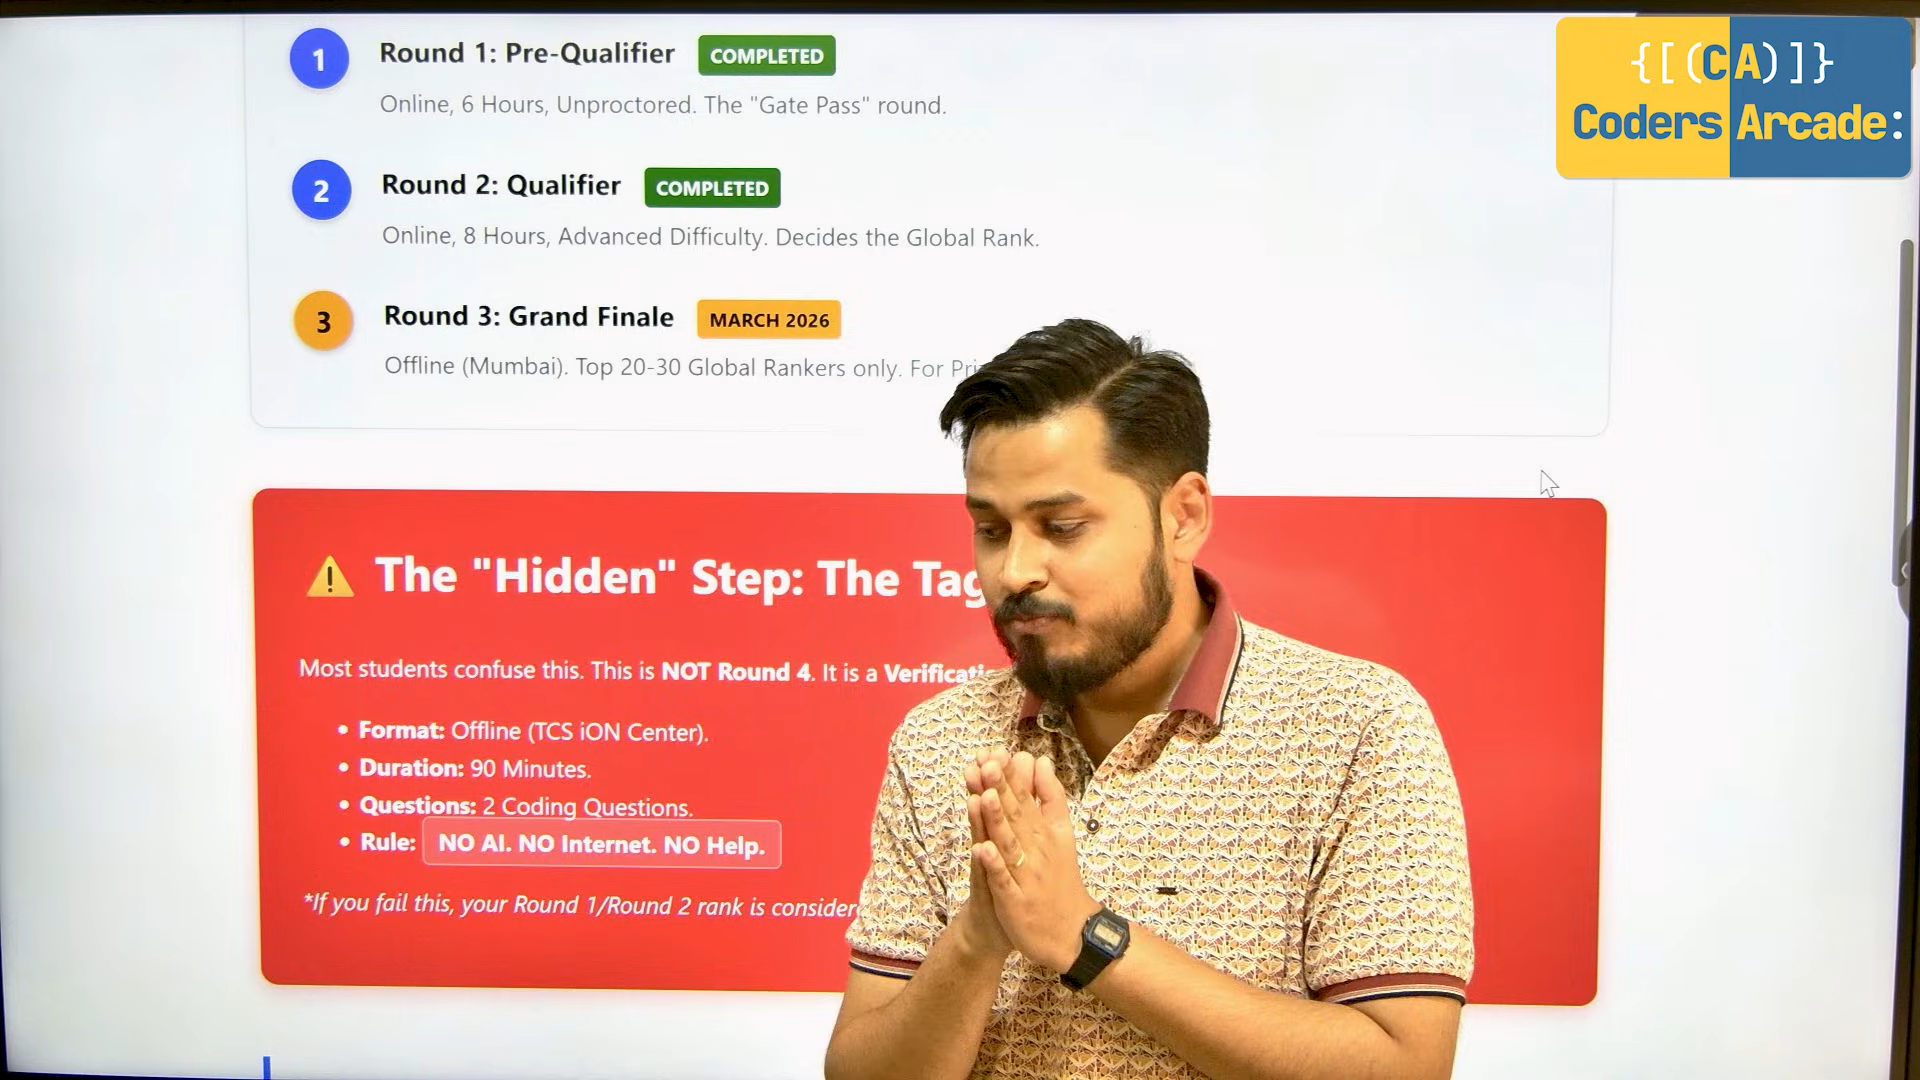 {[(CA)]}
Coders Arcade:
1 Round 1: Pre-Qualifier COMPLETED
Online, 6 Hours, Unproctored. The "Gate Pass" round.
2 Round 2: Qualifier COMPLETED
Online, 8 Hours, Advanced Difficulty. Decides the Global Rank.
3 Round 3: Grand Finale MARCH 2026
Offline (Mumbai). Top 20-30 Global Rankers only. For
The "Hidden" Step: The
Most students confuse this. This is NOT Round 4. It is a
• Format: Offline (TCS iON Center).
• Duration: 90 Minutes.
• Questions: 2 Coding Questions.
• Rule: NO AI. NO Internet. NO Help.
*If you fail this, your Round 1/Round 2 rank is